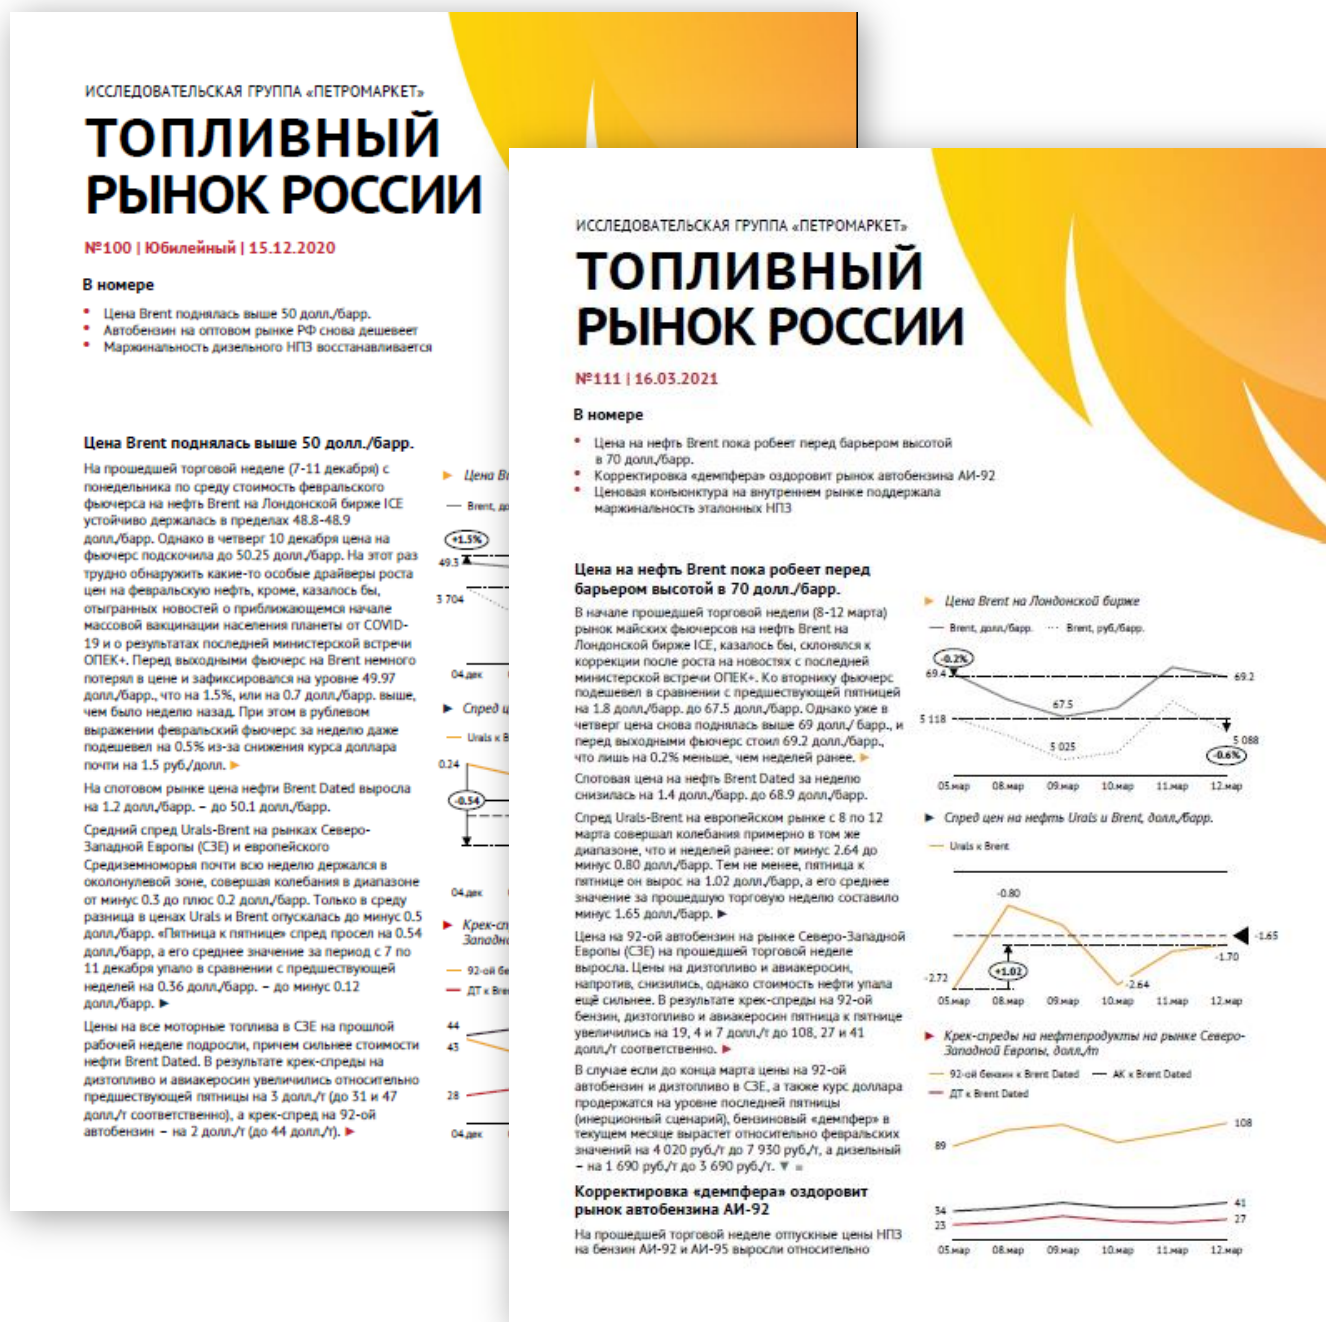 ИССЛЕДОВАТЕЛЬСКАЯ ГРУППА «ПЕТРОМАРКЕТ»
ТОПЛИВНЫЙ
РЫНОК РОССИИ
№100 | Юбилейный | 15.12.2020
В номере
• Цена Brent поднялась выше 50 долл./барр.
• Автобензин на оптовом рынке РФ снова дешевеет
• Маржинальность дизельного НПЗ восстанавливается
Цена Brent поднялась выше 50 долл./барр.
На прошедшей торговой неделе (7-11 декабря) с
понедельника по среду стоимость февральского
фьючерса на нефть Brent на Лондонской бирже ICE
устойчиво держалась в пределах 48.8-48.9
долл./барр. Однако в четверг 10 декабря цена на
фьючерс подскочила до 50.25 долл./барр. На этот раз
трудно обнаружить какие-то особые драйверы роста
цен на февральскую нефть, кроме, казалось бы,
отыгранных новостей о приближающемся начале
массовой вакцинации населения планеты от COVID-
19 и о результатах последней министерской встречи
ОПЕК+. Перед выходными фьючерс на Brent немного
потерял в цене и зафиксировался на уровне 49.97
долл./барр., что на 1.5%, или на 0.7 долл./барр. выше,
чем было неделю назад. При этом в рублевом
выражении февральский фьючерс за неделю даже
подешевел на 0.5% из-за снижения курса доллара
почти на 1.5 руб./долл. ►
На спотовом рынке цена нефти Brent Dated выросла
на 1.2 долл./барр. – до 50.1 долл./барр.
Средний спред Urals-Brent на рынках Северо-
Западной Европы (СЗЕ) и европейского
Средиземноморья почти всю неделю держался в
околонулевой зоне, совершая колебания в диапазоне
от минус 0.3 до плюс 0.2 долл./барр. Только в среду
разница в ценах Urals и Brent опускалась до минус 0.5
долл./барр. «Пятница к пятнице» спред просел на 0.54
долл./барр, а его среднее значение за период с 7 по
11 декабря упало в сравнении с предшествующей
неделей на 0.36 долл./барр. – до минус 0.12
долл./барр. ►
Цены на все моторные топлива в СЗЕ на прошлой
рабочей неделе подросли, причем сильнее стоимости
нефти Brent Dated. В результате крек-спреды на
дизтопливо и авиакеросин увеличились относительно
предшествующей пятницы на 3 долл./т (до 31 и 47
долл./т соответственно), а крек-спред на 92-ой
автобензин – на 2 долл./т (до 44 долл./т). ►
► Цена Br
Brent, до
+1.5%
49.3
3 704
04.дек
► Спред ц
Urals к B
0.24
-0.54
04.дек
► Крек-сп
Западно
92-ой бе
ДТ к Bre
44
43
28
04.дек
ИССЛЕДОВАТЕЛЬСКАЯ ГРУППА «ПЕТРОМАРКЕТ»
ТОПЛИВНЫЙ
РЫНОК РОССИИ
№111 | 16.03.2021
В номере
• Цена на нефть Brent пока робеет перед барьером высотой
в 70 долл./барр.
• Корректировка «демпфера» оздоровит рынок автобензина АИ-92
• Ценовая конъюнктура на внутреннем рынке поддержала
маржинальность эталонных НПЗ
Цена на нефть Brent пока робеет перед
барьером высотой в 70 долл./барр.
В начале прошедшей торговой недели (8-12 марта)
рынок майских фьючерсов на нефть Brent на
Лондонской бирже ICE, казалось бы, склонялся к
коррекции после роста на новостях с последней
министерской встречи ОПЕК+. Ко вторнику фьючерс
подешевел в сравнении с предшествующей пятницей
на 1.8 долл./барр. до 67.5 долл./барр. Однако уже в
четверг цена снова поднялась выше 69 долл./ барр., и
перед выходными фьючерс стоил 69.2 долл./барр.,
что лишь на 0.2% меньше, чем неделей ранее. ►
Спотовая цена на нефть Brent Dated за неделю
снизилась на 1.4 долл./барр. до 68.9 долл./барр.
Спред Urals-Brent на европейском рынке с 8 по 12
марта совершал колебания примерно в том же
диапазоне, что и неделей ранее: от минус 2.64 до
минус 0.80 долл./барр. Тем не менее, пятница к
пятнице он вырос на 1.02 долл./барр, а его среднее
значение за прошедшую торговую неделю составило
минус 1.65 долл./барр. ►
Цена на 92-ой автобензин на рынке Северо-Западной
Европы (СЗЕ) на прошедшей торговой неделе
выросла. Цены на дизтопливо и авиакеросин,
напротив, снизились, однако стоимость нефти упала
ещё сильнее. В результате крек-спреды на 92-ой
бензин, дизтопливо и авиакеросин пятница к пятнице
увеличились на 19, 4 и 7 долл./т до 108, 27 и 41
долл./т соответственно. ►
В случае если до конца марта цены на 92-ой
автобензин и дизтопливо в СЗЕ, а также курс доллара
продержатся на уровне последней пятницы
(инерционный сценарий), бензиновый «демпфер» в
текущем месяце вырастет относительно февральских
значений на 4 020 руб./т до 7 930 руб./т, а дизельный
– на 1 690 руб./т до 3 690 руб./т. ▼ ■
Корректировка «демпфера» оздоровит
рынок автобензина АИ-92
На прошедшей торговой неделе отпускные цены НПЗ
на бензин АИ-92 и АИ-95 выросли относительно
► Цена Brent на Лондонской бирже
Brent, долл./барр. Brent, руб./барр.
-0.2%
69.4 69.2
67.5
5 118
5 025
5 088
-0.6%
05.мар 08.мар 09.мар 10.мар 11.мар 12.мар
► Спред цен на нефть Urals и Brent, долл./барр.
Urals к Brent
-0.80
-1.65
-1.70
+1.02
-2.72
-2.64
05.мар 08.мар 09.мар 10.мар 11.мар 12.мар
► Крек-спреды на нефтепродукты на рынке Северо-
Западной Европы, долл./т
92-ой бензин к Brent Dated АК к Brent Dated
ДТ к Brent Dated
108
89
34 41
23 27
05.мар 08.мар 09.мар 10.мар 11.мар 12.мар